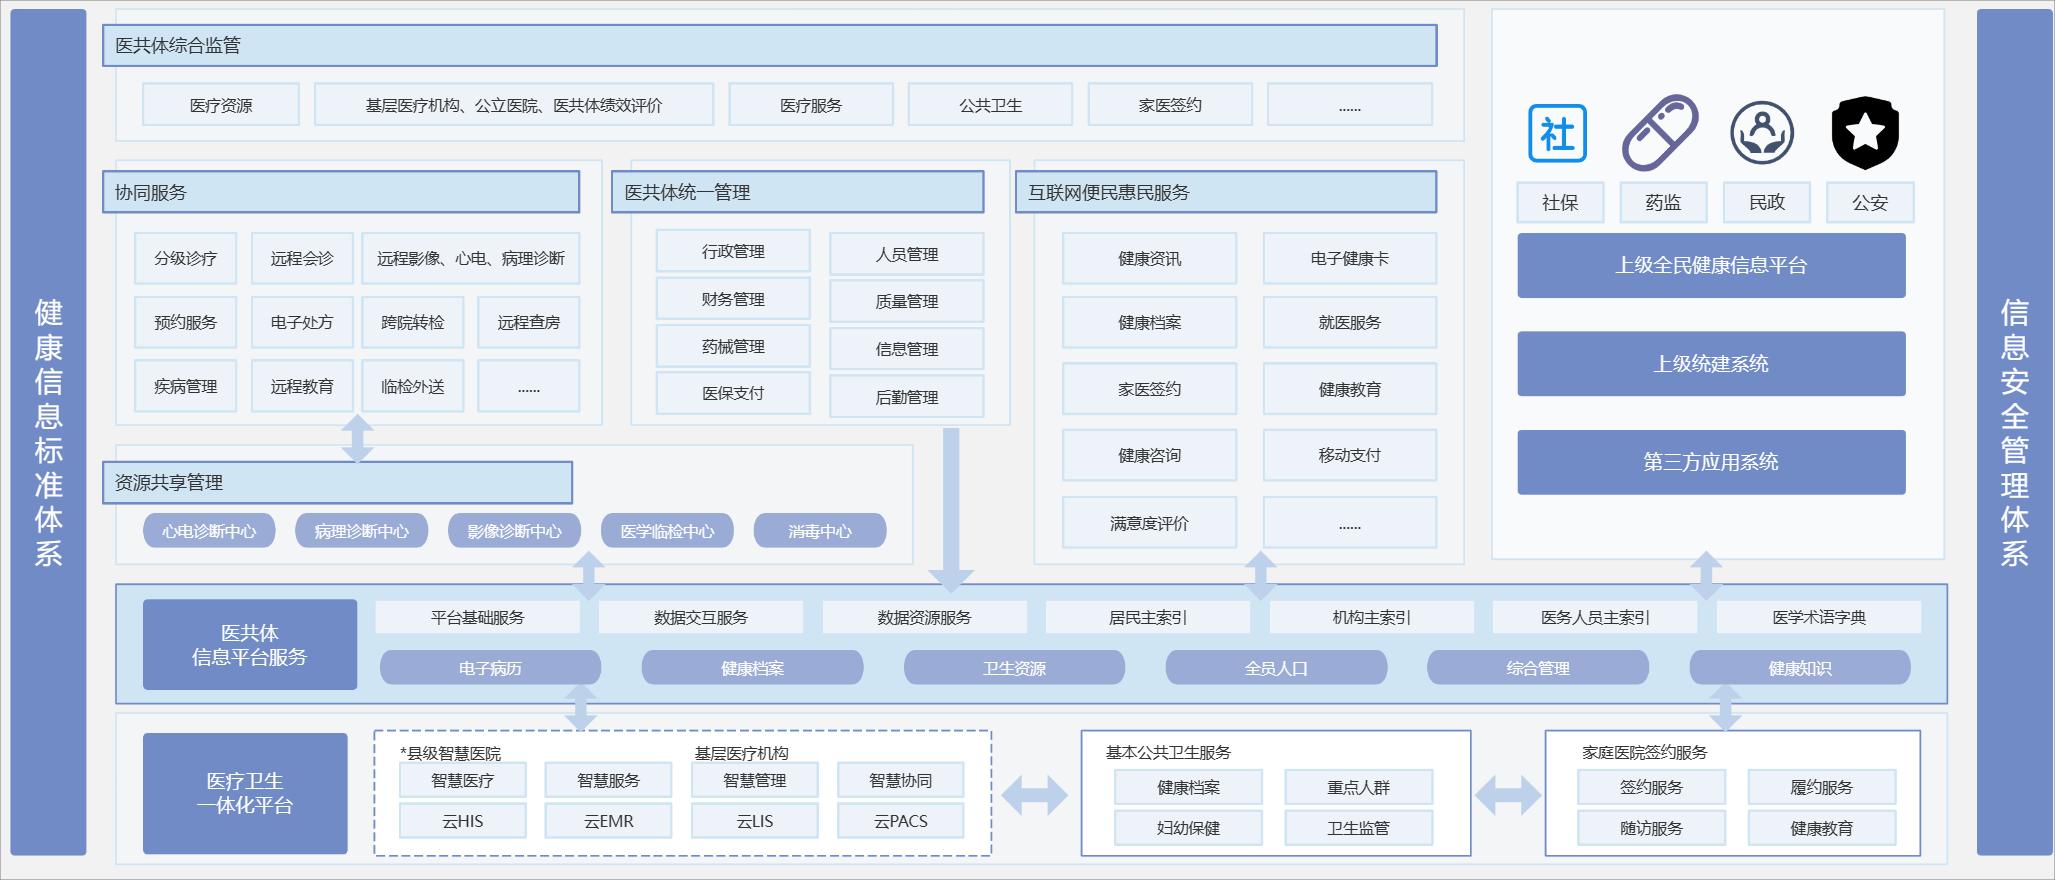 健康信息标准体系
医共体综合监管
医疗资源
基层医疗机构、公立医院、医共体绩效评价
医疗服务
公共卫生
家医签约
......
协同服务
分级诊疗
远程会诊
远程影像、心电、病理诊断
预约服务
电子处方
跨院转检
远程查房
疾病管理
远程教育
临检外送
......
医共体统一管理
行政管理
人员管理
财务管理
质量管理
药械管理
信息管理
医保支付
后勤管理
互联网便民惠民服务
健康资讯
电子健康卡
健康档案
就医服务
家医签约
健康教育
健康咨询
移动支付
满意度评价
......
社
社保
药监
民政
公安
上级全民健康信息平台
上级统建系统
第三方应用系统
资源共享管理
心电诊断中心
病理诊断中心
影像诊断中心
医学临检中心
消毒中心
医共体
信息平台服务
平台基础服务
数据交互服务
数据资源服务
居民主索引
机构主索引
医务人员主索引
医学术语字典
电子病历
健康档案
卫生资源
全员人口
综合管理
健康知识
医疗卫生
一体化平台
*县级智慧医院
基层医疗机构
智慧医疗
智慧服务
智慧管理
智慧协同
云HIS
云EMR
云LIS
云PACS
基本公共卫生服务
健康档案
重点人群
妇幼保健
卫生监管
家庭医院签约服务
签约服务
履约服务
随访服务
健康教育
信息安全管理体系